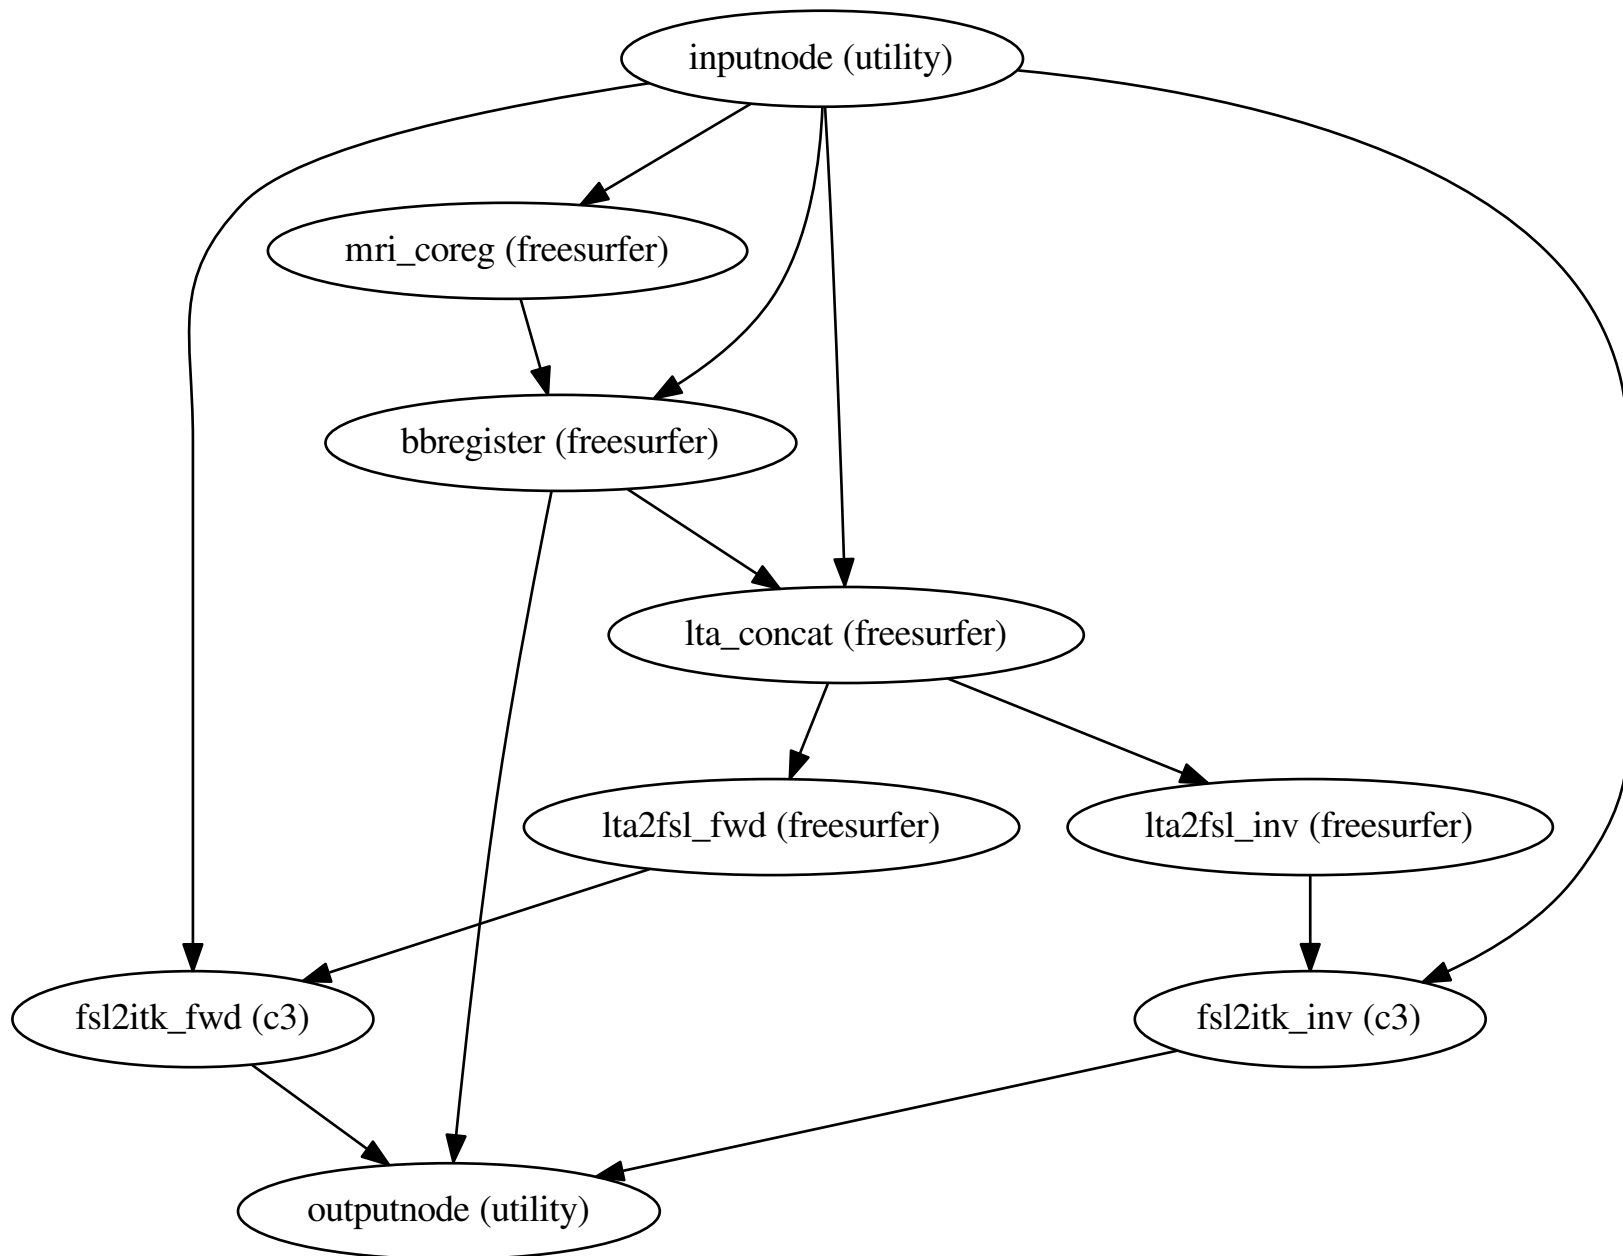 inputnode (utility)
mri_coreg (freesurfer)
bbregister (freesurfer)
lta_concat (freesurfer)
lta2fsl_fwd (freesurfer)
lta2fsl_inv (freesurfer)
fsl2itk_fwd (c3)
fsl2itk_inv (c3)
outputnode (utility)